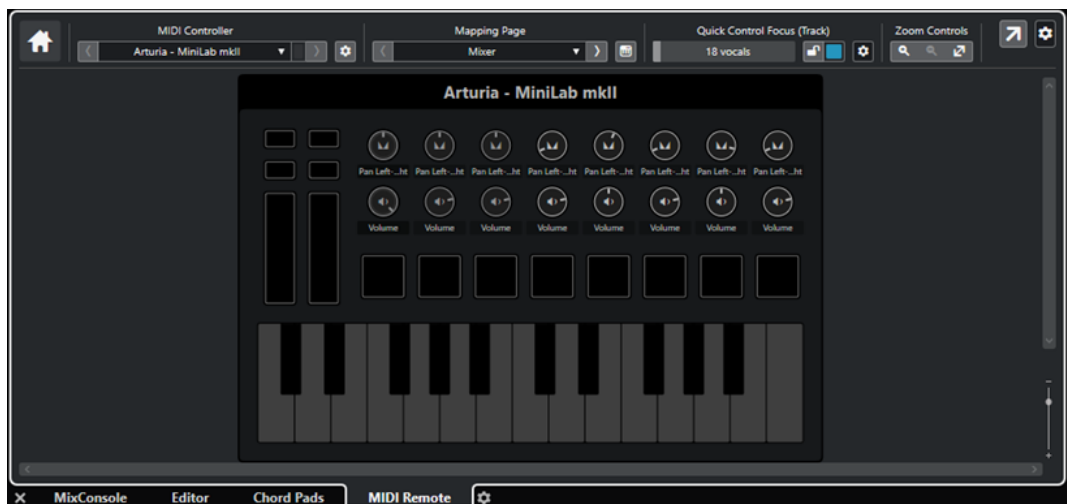 MIDI Controller
Mapping Page
Quick Control Focus (Track)
Zoom Controls
Arturia - MiniLab mkII
Mixer
18 vocals
Arturia - MiniLab mkII
Pan Left-...ht Pan Left-...ht Pan Left-...ht Pan Left-...ht Pan Left-...ht Pan Left-...ht Pan Left-...ht Pan Left-...ht
Volume Volume Volume Volume Volume Volume Volume Volume
MixConsole Editor Chord Pads MIDI Remote